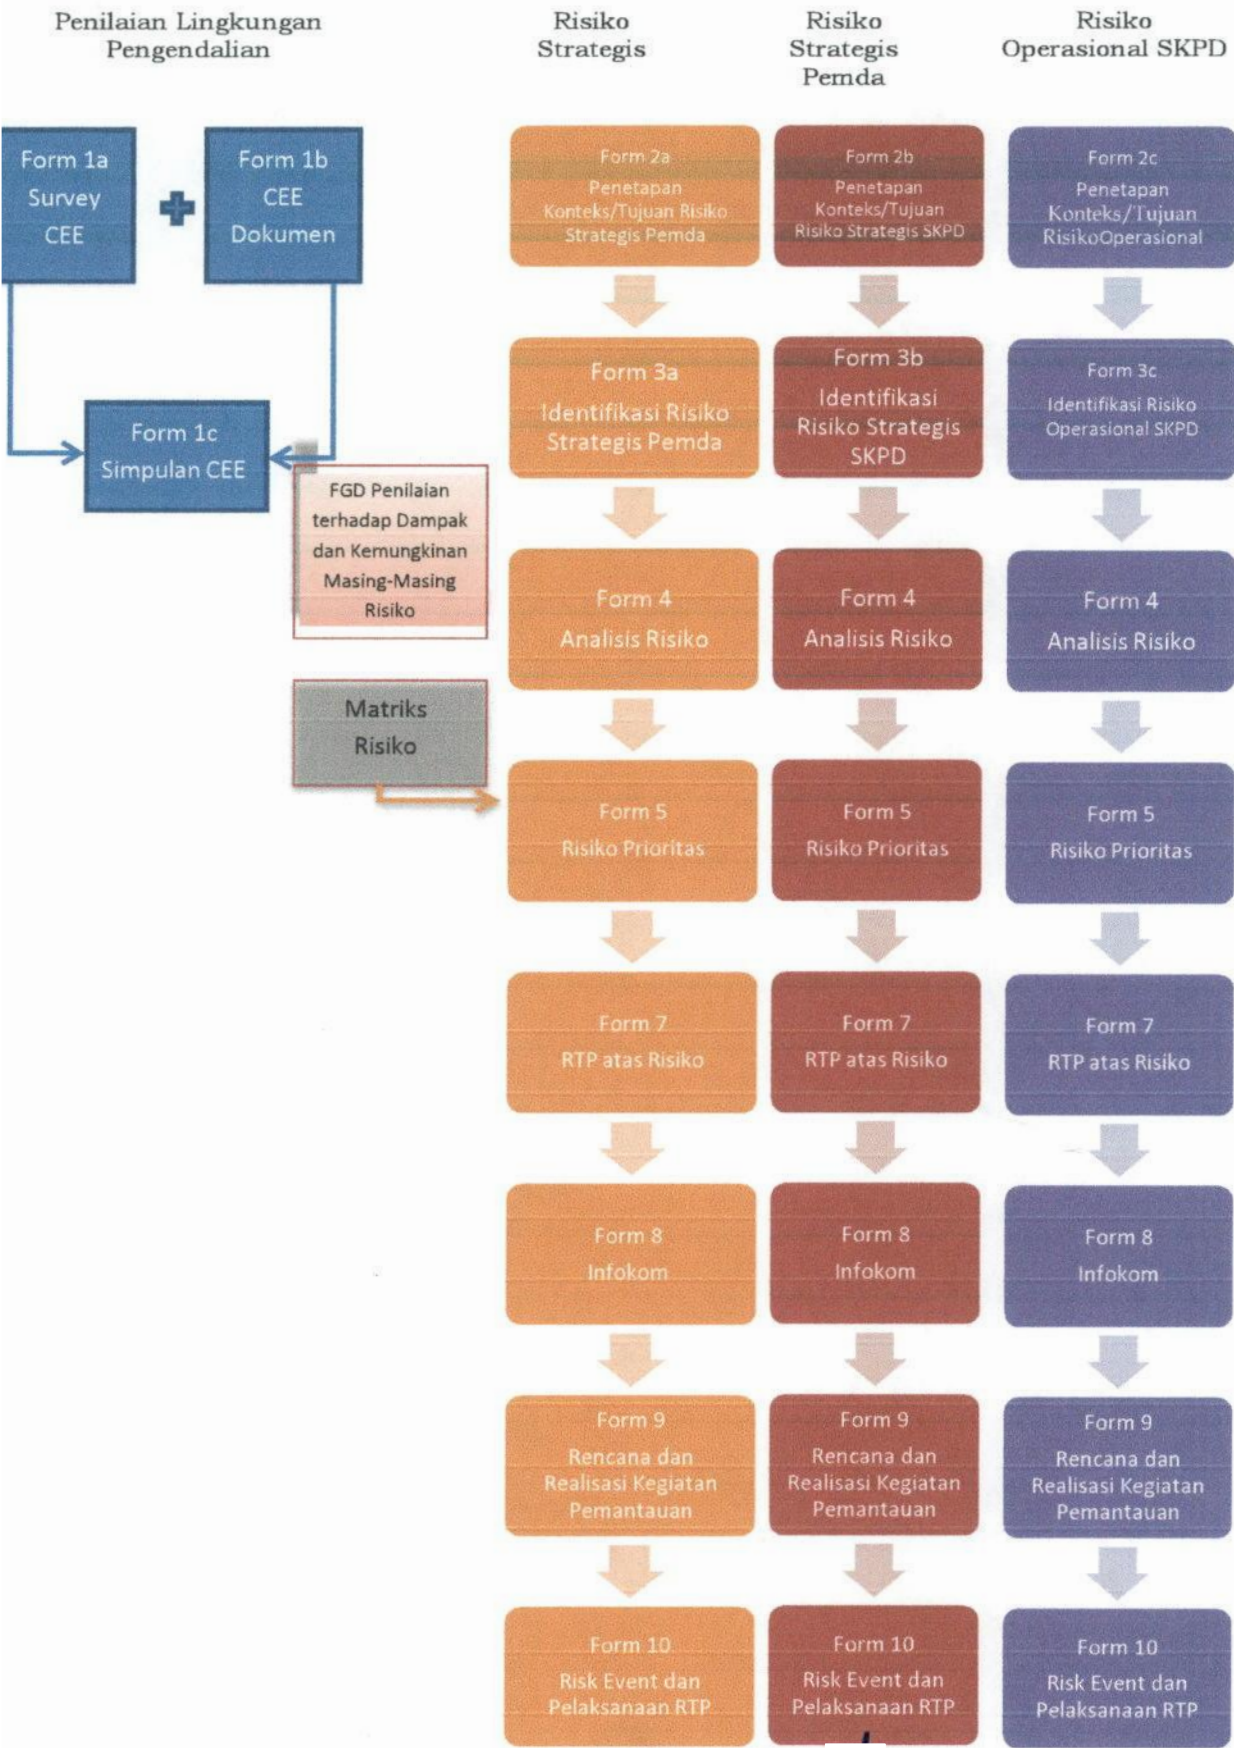 Penilaian Lingkungan
Pengendalian
Risiko
Strategis
Risiko
Strategis
Pemda
Risiko
Operasional SKPD
Form 1a
Survey
CEE
Form 1b
CEE
Dokumen
Form 1c
Simpulan CEE
FGD Penilaian
terhadap Dampak
dan Kemungkinan
Masing-Masing
Risiko
Matriks
Risiko
Form 2a
Penetapan
Konteks/Tujuan Risiko
Strategis Pemda
Form 3a
Identifikasi Risiko
Strategis Pemda
Form 4
Analisis Risiko
Form 5
Risiko Prioritas
Form 7
RTP atas Risiko
Form 8
Infokom
Form 9
Rencana dan
Realisasi Kegiatan
Pemantauan
Form 10
Risk Event dan
Pelaksanaan RTP
Form 2b
Penetapan
Konteks/Tujuan
Risiko Strategis SKPD
Form 3b
Identifikasi
Risiko Strategis
SKPD
Form 4
Analisis Risiko
Form 5
Risiko Prioritas
Form 7
RTP atas Risiko
Form 8
Infokom
Form 9
Rencana dan
Realisasi Kegiatan
Pemantauan
Form 10
Risk Event dan
Pelaksanaan RTP
Form 2c
Penetapan
Konteks/Tujuan
RisikoOperasional
Form 3c
Identifikasi Risiko
Operasional SKPD
Form 4
Analisis Risiko
Form 5
Risiko Prioritas
Form 7
RTP atas Risiko
Form 8
Infokom
Form 9
Rencana dan
Realisasi Kegiatan
Pemantauan
Form 10
Risk Event dan
Pelaksanaan RTP